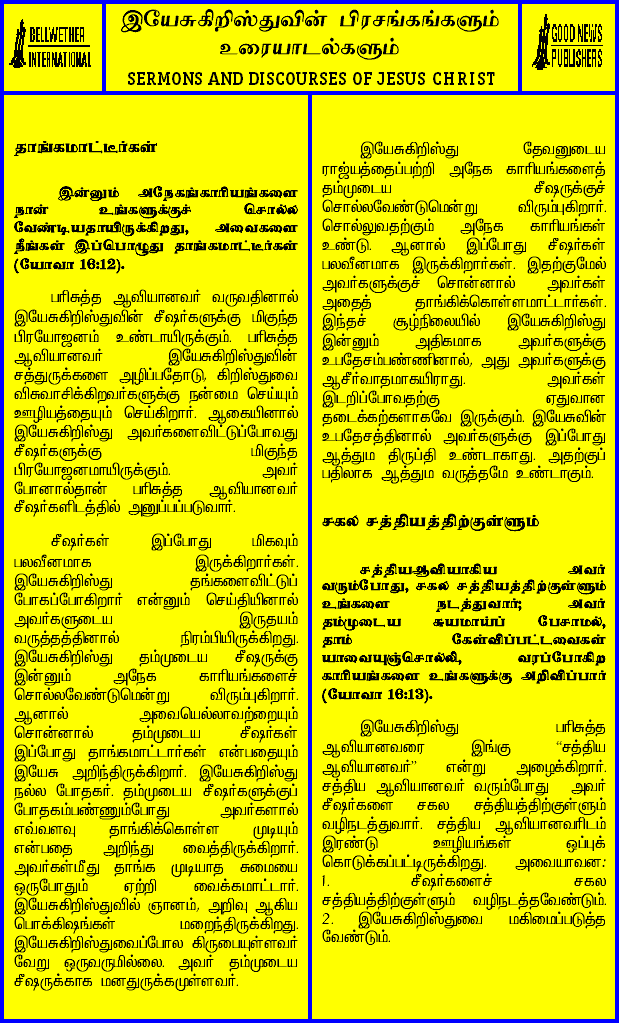 BELLWETHER
INTERNATIONAL
இயேசுகிறிஸ்துவின் பிரசங்கங்களும்
உரையாடல்களும்
SERMONS AND DISCOURSES OF JESUS CHRIST
GOOD NEWS
PUBLISHERS
தாங்கமாட்டீர்கள்
இன்னும் அநேகங்காரியங்களை
நான் உங்களுக்குச் சொல்ல
வேண்டியதாயிருக்கிறது, அவைகளை
நீங்கள் இப்பொழுது தாங்கமாட்டீர்கள்
(யோவா 16:12).
பரிசுத்த ஆவியானவர் வருவதினால்
இயேசுகிறிஸ்துவின் சீஷர்களுக்கு மிகுந்த
பிரயோஜனம் உண்டாயிருக்கும். பரிசுத்த
ஆவியானவர் இயேசுகிறிஸ்துவின்
சத்துருக்களை அழிப்பதோடு, கிறிஸ்துவை
விசுவாசிக்கிறவர்களுக்கு நன்மை செய்யும்
ஊழியத்தையும் செய்கிறார். ஆகையினால்
இயேசுகிறிஸ்து அவர்களைவிட்டுப்போவது
சீஷர்களுக்கு மிகுந்த
பிரயோஜனமாயிருக்கும். அவர்
போனால்தான் பரிசுத்த ஆவியானவர்
சீஷர்களிடத்தில் அனுப்பப்படுவார்.
சீஷர்கள் இப்போது மிகவும்
பலவீனமாக இருக்கிறார்கள்.
இயேசுகிறிஸ்து தங்களைவிட்டுப்
போகப்போகிறார் என்னும் செய்தியினால்
அவர்களுடைய இருதயம்
வருத்தத்தினால் நிரம்பியிருக்கிறது.
இயேசுகிறிஸ்து தம்முடைய சீஷருக்கு
இன்னும் அநேக காரியங்களைச்
சொல்லவேண்டுமென்று விரும்புகிறார்.
ஆனால் அவையெல்லாவற்றையும்
சொன்னால் தம்முடைய சீஷர்கள்
இப்போது தாங்கமாட்டார்கள் என்பதையும்
இயேசு அறிந்திருக்கிறார். இயேசுகிறிஸ்து
நல்ல போதகர். தம்முடைய சீஷர்களுக்குப்
போதகம்பண்ணும்போது அவர்களால்
எவ்வளவு தாங்கிக்கொள்ள முடியும்
என்பதை அறிந்து வைத்திருக்கிறார்.
அவர்கள்மீது தாங்க முடியாத சுமையை
ஒருபோதும் ஏற்றி வைக்கமாட்டார்.
இயேசுகிறிஸ்துவில் ஞானம், அறிவு ஆகிய
பொக்கிஷங்கள் மறைந்திருக்கிறது.
இயேசுகிறிஸ்துவைப்போல கிருபையுள்ளவர்
வேறு ஒருவருமில்லை. அவர் தம்முடைய
சீஷருக்காக மனதுருக்கமுள்ளவர்.
இயேசுகிறிஸ்து தேவனுடைய
ராஜ்யத்தைப்பற்றி அநேக காரியங்களைத்
தம்முடைய சீஷருக்குச்
சொல்லவேண்டுமென்று விரும்புகிறார்.
சொல்லுவதற்கும் அநேக காரியங்கள்
உண்டு. ஆனால் இப்போது சீஷர்கள்
பலவீனமாக இருக்கிறார்கள். இதற்குமேல்
அவர்களுக்குச் சொன்னால் அவர்கள்
அதைத் தாங்கிக்கொள்ளமாட்டார்கள்.
இந்தச் சூழ்நிலையில் இயேசுகிறிஸ்து
இன்னும் அதிகமாக அவர்களுக்கு
உபதேசம்பண்ணினால், அது அவர்களுக்கு
ஆசீர்வாதமாகயிராது. அவர்கள்
இடறிப்போவதற்கு ஏதுவான
தடைக்கற்களாகவே இருக்கும். இயேசுவின்
உபதேசத்தினால் அவர்களுக்கு இப்போது
ஆத்தும திருப்தி உண்டாகாது. அதற்குப்
பதிலாக ஆத்தும வருத்தமே உண்டாகும்.
சகல சத்தியத்திற்குள்ளும்
சத்தியஆவியாகிய அவர்
வரும்போது, சகல சத்தியத்திற்குள்ளும்
உங்களை நடத்துவார்; அவர்
தம்முடைய சுயமாய்ப் பேசாமல்,
தாம் கேள்விப்பட்டவைகள்
யாவையுஞ்சொல்லி, வரப்போகிற
காரியங்களை உங்களுக்கு அறிவிப்பார்
(யோவா 16:13).
இயேசுகிறிஸ்து பரிசுத்த
ஆவியானவரை இங்கு “சத்திய
ஆவியானவர்” என்று அழைக்கிறார்.
சத்திய ஆவியானவர் வரும்போது அவர்
சீஷர்களை சகல சத்தியத்திற்குள்ளும்
வழிநடத்துவார். சத்திய ஆவியானவரிடம்
இரண்டு ஊழியங்கள் ஒப்புக்
கொடுக்கப்பட்டிருக்கிறது. அவையாவன:
1. சீஷர்களைச் சகல
சத்தியத்திற்குள்ளும் வழிநடத்தவேண்டும்.
2. இயேசுகிறிஸ்துவை மகிமைப்படுத்த
வேண்டும்.